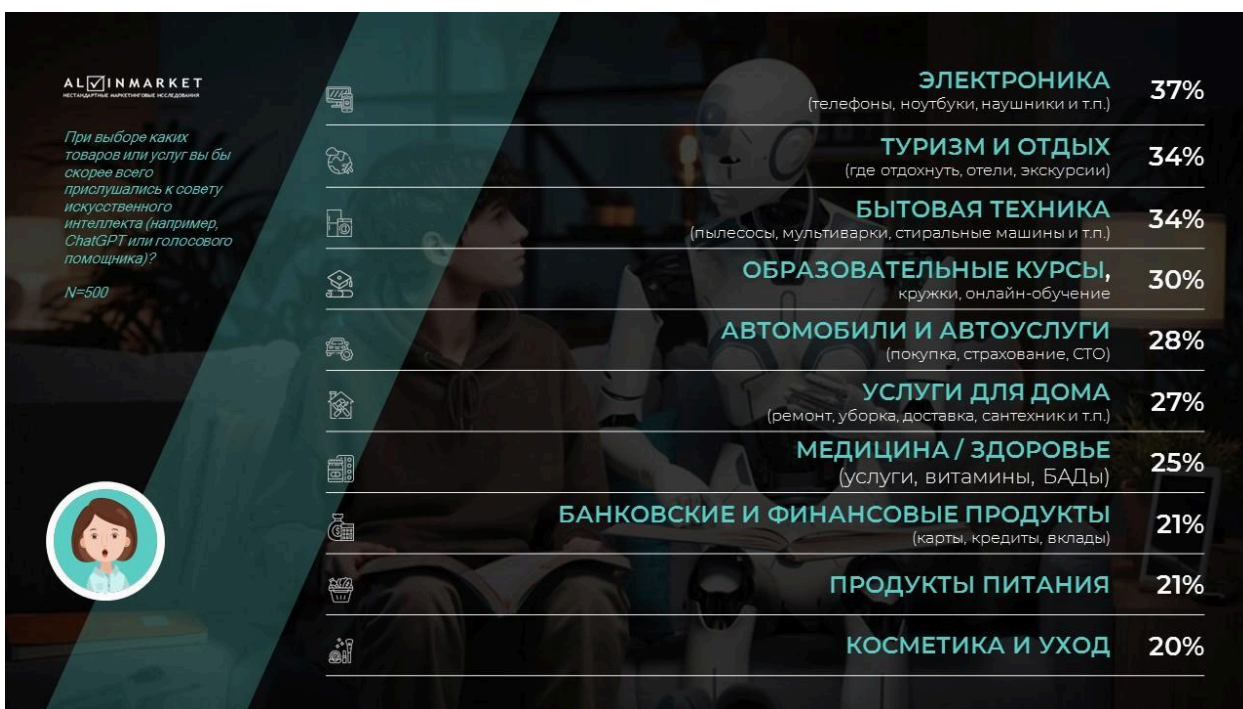 AL INMARKET
НЕСТАНДАРТНЫЕ МАРКЕТИНГОВЫЕ ИССЛЕДОВАНИЯ
При выборе каких
товаров или услуг вы бы
скорее всего
прислушались к совету
искусственного
интеллекта (например,
ChatGPT или голосового
помощника)?
N=500
ЭЛЕКТРОНИКА 37%
(телефоны, ноутбуки, наушники и т.п.)
ТУРИЗМ И ОТДЫХ 34%
(где отдохнуть, отели, экскурсии)
БЫТОВАЯ ТЕХНИКА 34%
(пылесосы, мультиварки, стиральные машины и т.п.)
ОБРАЗОВАТЕЛЬНЫЕ КУРСЫ, 30%
кружки, онлайн-обучение
АВТОМОБИЛИ И АВТОУСЛУГИ 28%
(покупка, страхование, СТО)
УСЛУГИ ДЛЯ ДОМА 27%
(ремонт, уборка, доставка, сантехник и т.п.)
МЕДИЦИНА / ЗДОРОВЬЕ 25%
(услуги, витамины, БАДы)
БАНКОВСКИЕ И ФИНАНСОВЫЕ ПРОДУКТЫ 21%
(карты, кредиты, вклады)
ПРОДУКТЫ ПИТАНИЯ 21%
КОСМЕТИКА И УХОД 20%